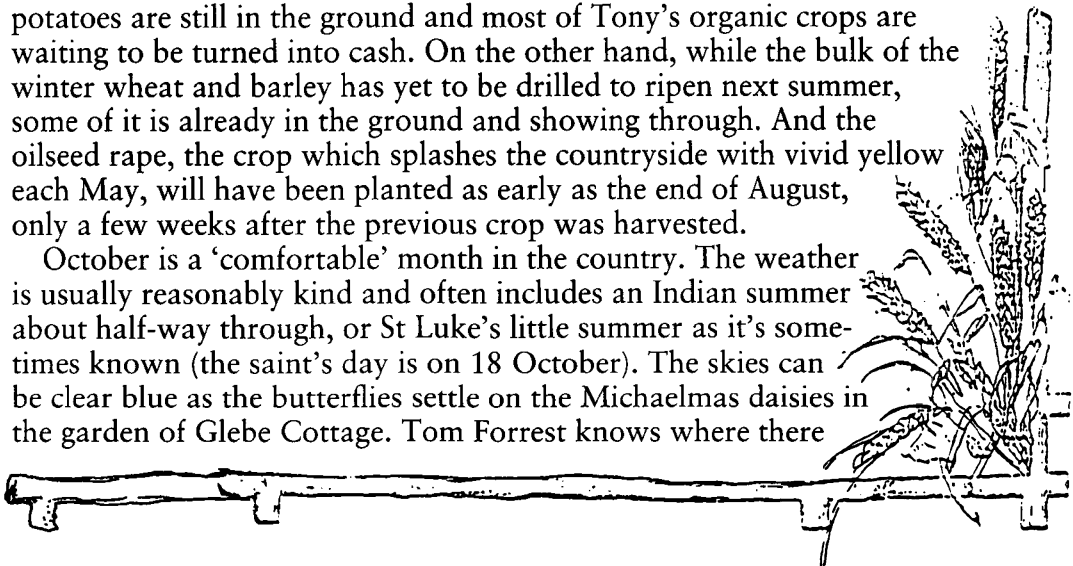 potatoes are still in the ground and most of Tony's organic crops are
waiting to be turned into cash. On the other hand, while the bulk of the
winter wheat and barley has yet to be drilled to ripen next summer,
some of it is already in the ground and showing through. And the
oilseed rape, the crop which splashes the countryside with vivid yellow
each May, will have been planted as early as the end of August,
only a few weeks after the previous crop was harvested.
October is a ‘comfortable’ month in the country. The weather
is usually reasonably kind and often includes an Indian summer
about half-way through, or St Luke's little summer as it's some-
times known (the saint's day is on 18 October). The skies can
be clear blue as the butterflies settle on the Michaelmas daisies in
the garden of Glebe Cottage. Tom Forrest knows where there